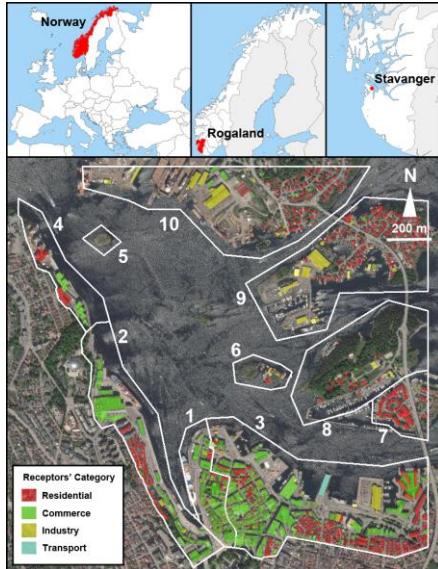 Norway
Rogaland
Stavanger
N
200 m
4
10
5
9
2
6
1
3
8
7
Receptors' Category
Residential
Commerce
Industry
Transport